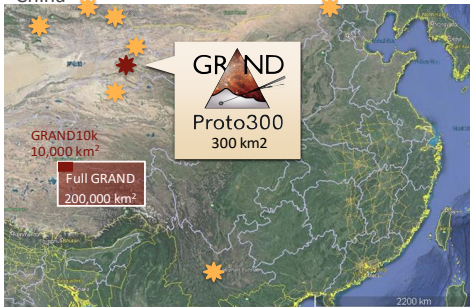 China
GRAND
Proto300
300 km2
GRAND10k
10,000 km²
Full GRAND
200,000 km²
2200 km